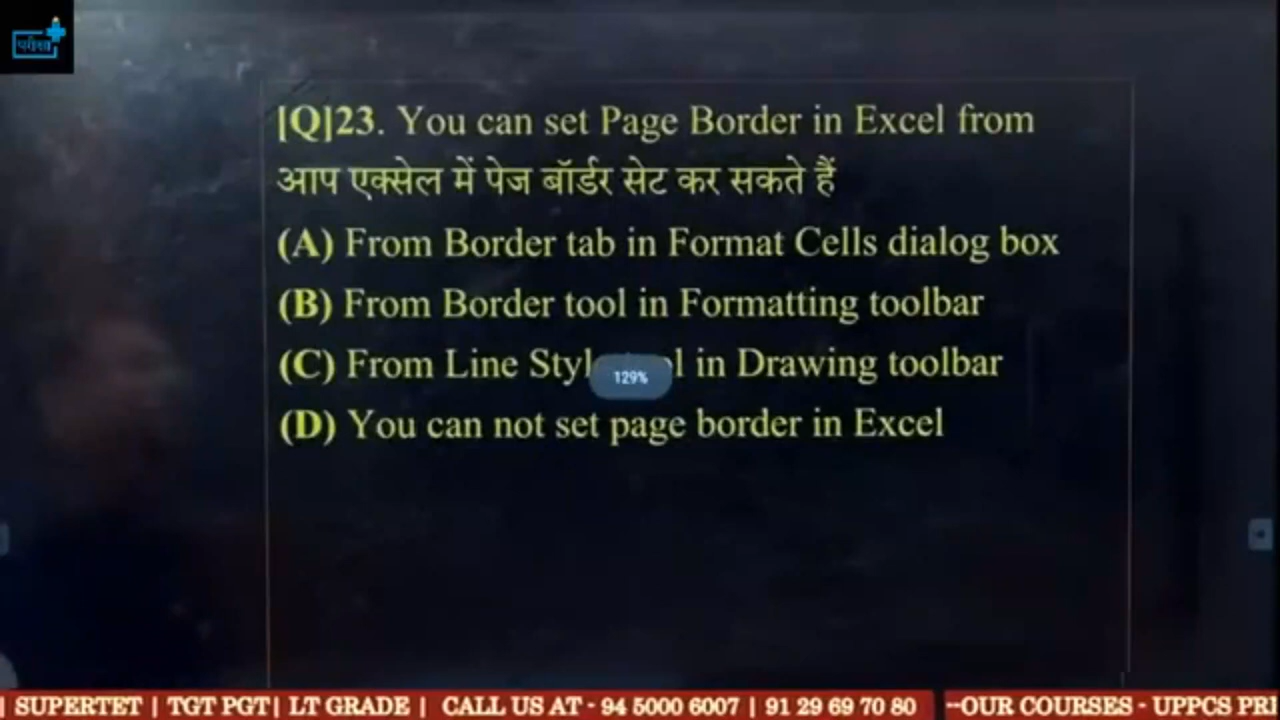 परीक्षा
[Q]23. You can set Page Border in Excel from
आप एक्सेल में पेज बॉर्डर सेट कर सकते हैं
(A) From Border tab in Format Cells dialog box
(B) From Border tool in Formatting toolbar
(C) From Line in Drawing toolbar
129%
(D) You can not set page border in Excel
| SUPERTET | TGT PGT| LT GRADE | CALL US AT - 94 5000 6007 | 91 29 69 70 80 --OUR COURSES - UPPCS